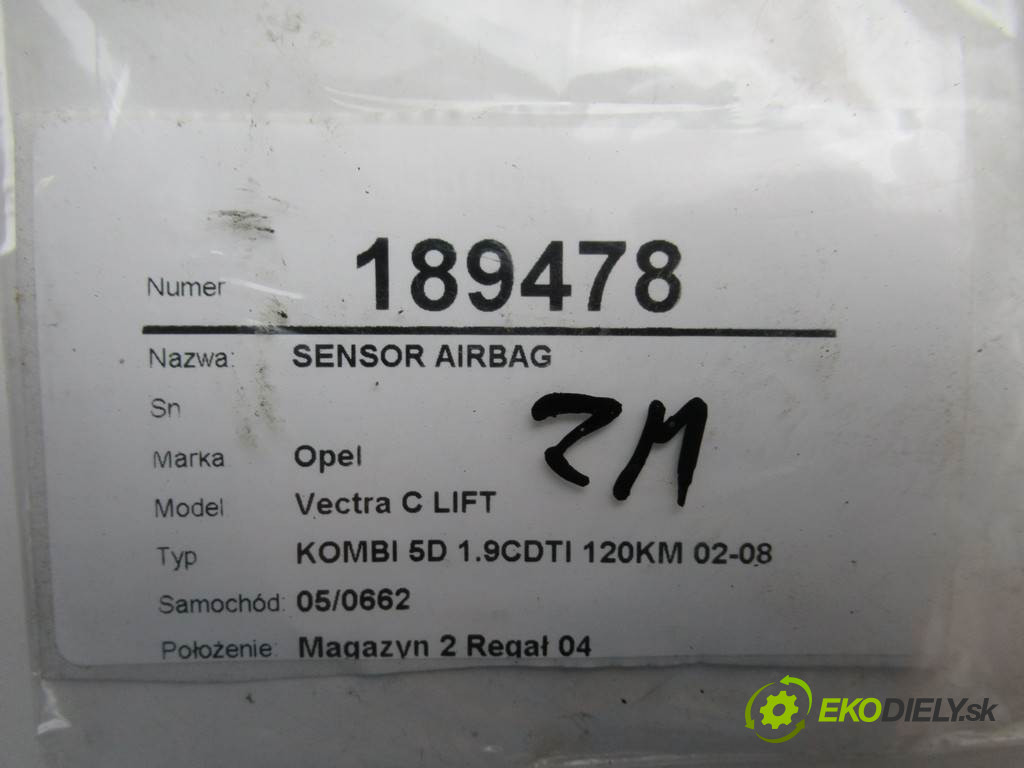 Numer 189478
Nazwa: SENSOR AIRBAG
Sn
ZM
Marka Opel
Model Vectra C LIFT
Typ KOMBI 5D 1.9CDTI 120KM 02-08
Samochód: 05/0662
Położenie: Magazyn 2 Regał 04
EKODIELY.sk